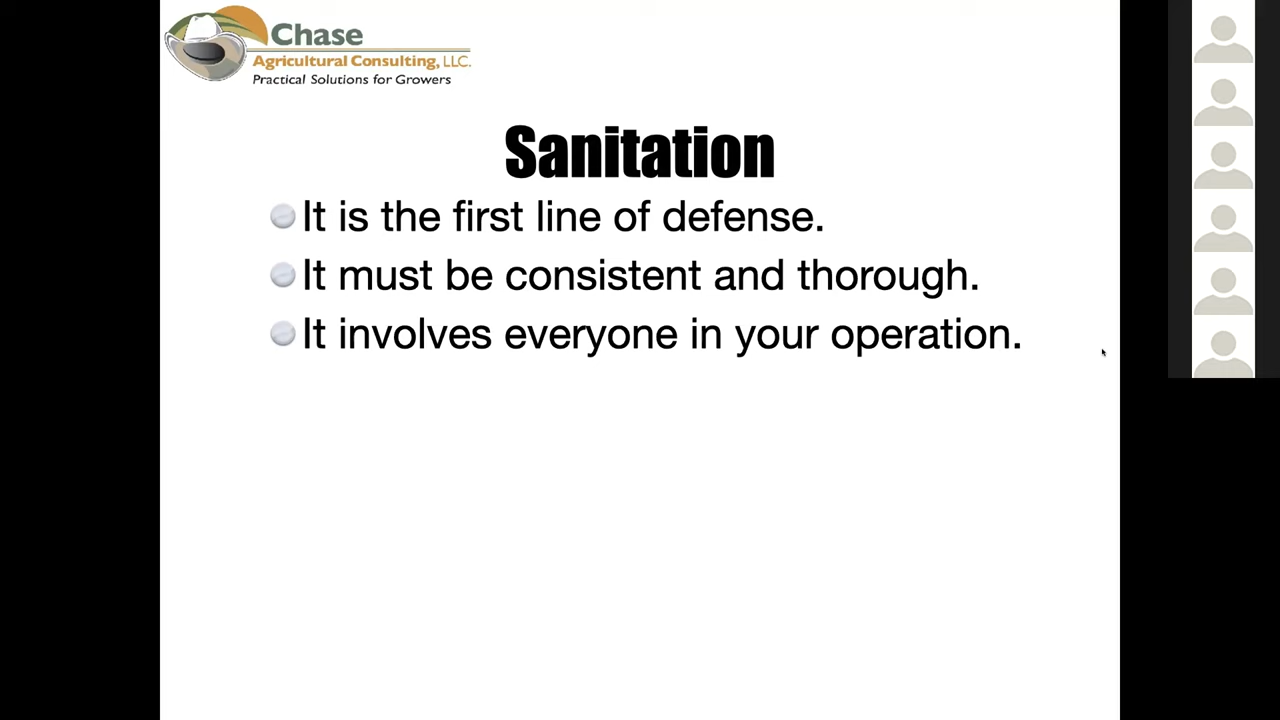 Chase
Agricultural Consulting, LLC.
Practical Solutions for Growers
Sanitation
It is the first line of defense.
It must be consistent and thorough.
It involves everyone in your operation.